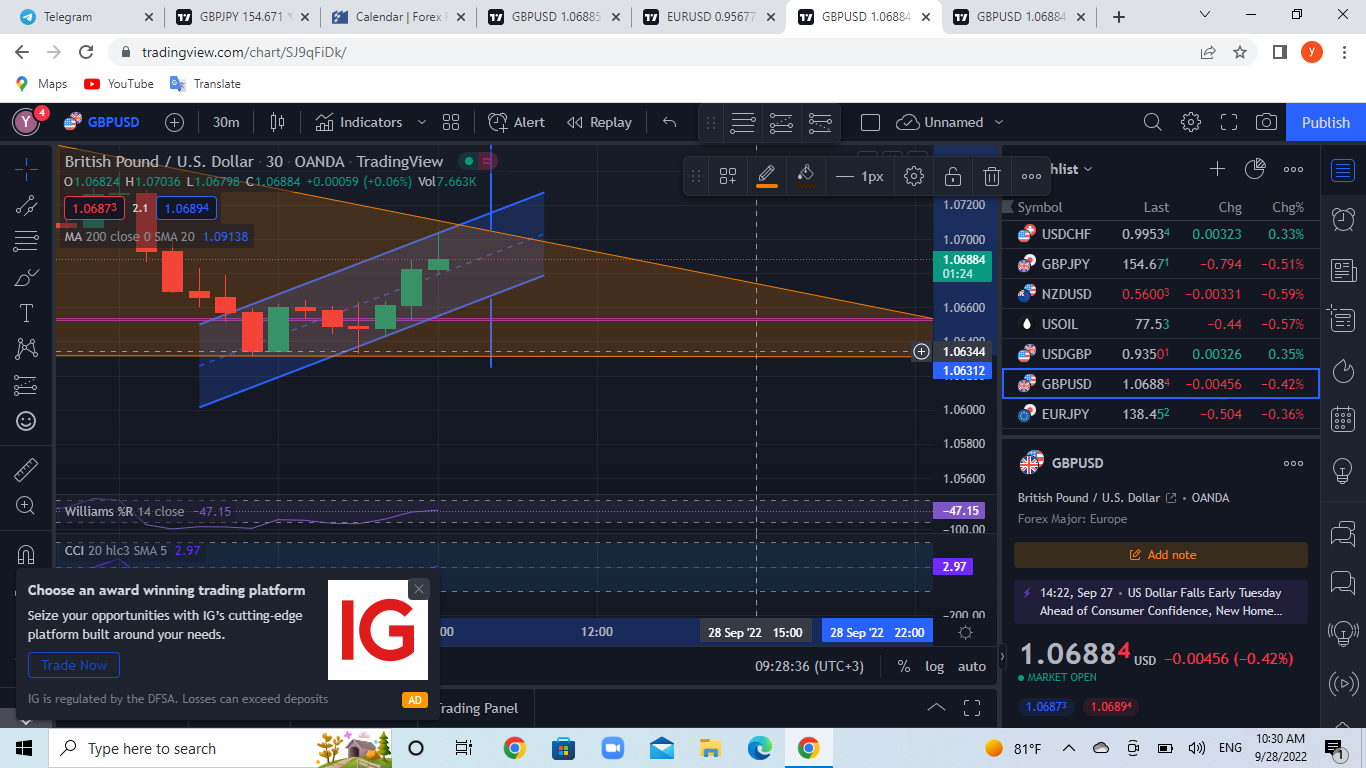 Telegram
GBPJPY 154.671
Calendar | Forex F
GBPUSD 1.06885
EURUSD 0.95677
GBPUSD 1.06884
GBPUSD 1.06884
tradingview.com/chart/SJ9qFiDk/
y
Maps
YouTube
Translate
Y
4
GBPUSD
30m
Indicators
Alert
Replay
Unnamed
Publish
British Pound / U.S. Dollar · 30 · OANDA · TradingView
O1.06824 H1.07036 L1.06798 C1.06884 +0.00059 (+0.06%) Vol7.663K
1.06873
2.1
1.06894
MA 200 close 0 SMA 20 1.09138
1px
1.07200
1.07000
1.06884
01:24
1.06600
1.06344
1.06312
1.06000
1.05800
1.05600
Williams %R 14 close −47.15
−47.15
−100.00
CCI 20 hlc3 SMA 5 2.97
2.97
−200.00
:00
12:00
28 Sep '22 15:00
28 Sep '22 22:00
09:28:36 (UTC+3)
%
log
auto
Trading Panel
Choose an award winning trading platform
Seize your opportunities with IG's cutting-edge
platform built around your needs.
Trade Now
IG
IG is regulated by the DFSA. Losses can exceed deposits
AD
hlist
Symbol Last Chg Chg%
USDCHF 0.99534 0.00323 0.33%
GBPJPY 154.671 −0.794 −0.51%
NZDUSD 0.56003 −0.00331 −0.59%
USOIL 77.53 −0.44 −0.57%
USDGBP 0.93501 0.00326 0.35%
GBPUSD 1.06884 −0.00456 −0.42%
EURJPY 138.452 −0.504 −0.36%
GBPUSD
British Pound / U.S. Dollar • OANDA
Forex Major: Europe
Add note
14:22, Sep 27 • US Dollar Falls Early Tuesday
Ahead of Consumer Confidence, New Home...
1.06884 USD −0.00456 (−0.42%)
MARKET OPEN
1.06873
1.06894
Type here to search
81°F
ENG
10:30 AM
9/28/2022
1